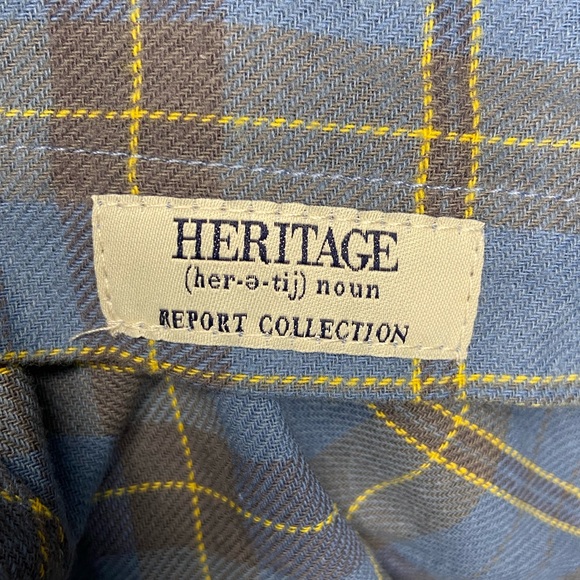 HERITAGE
(her-ə-tij) noun
REPORT COLLECTION